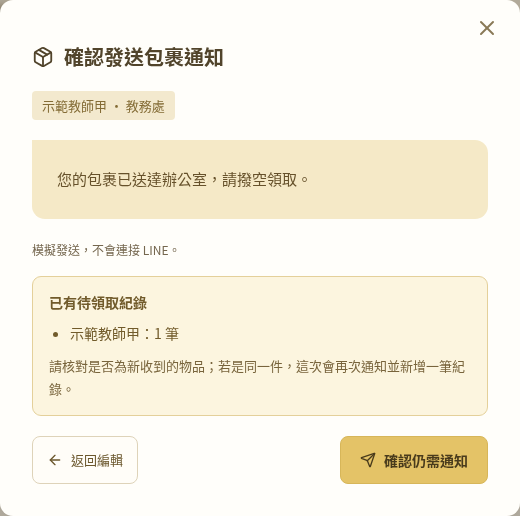 確認發送包裹通知
示範教師甲 · 教務處
您的包裹已送達辦公室，請撥空領取。
模擬發送，不會連接 LINE。
已有待領取紀錄
• 示範教師甲：1 筆
請核對是否為新收到的物品；若是同一件，這次會再次通知並新增一筆紀
錄。
返回編輯
確認仍需通知